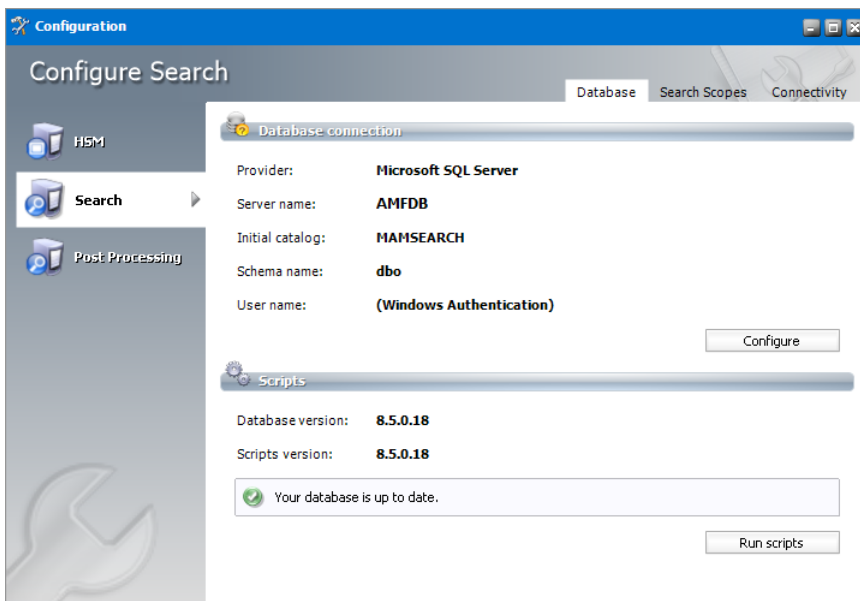 Configuration
Configure Search
Database Search Scopes Connectivity
HSM
Search
Post Processing
Database connection
Provider: Microsoft SQL Server
Server name: AMFDB
Initial catalog: MAMSEARCH
Schema name: dbo
User name: (Windows Authentication)
Configure
Scripts
Database version: 8.5.0.18
Scripts version: 8.5.0.18
Your database is up to date.
Run scripts